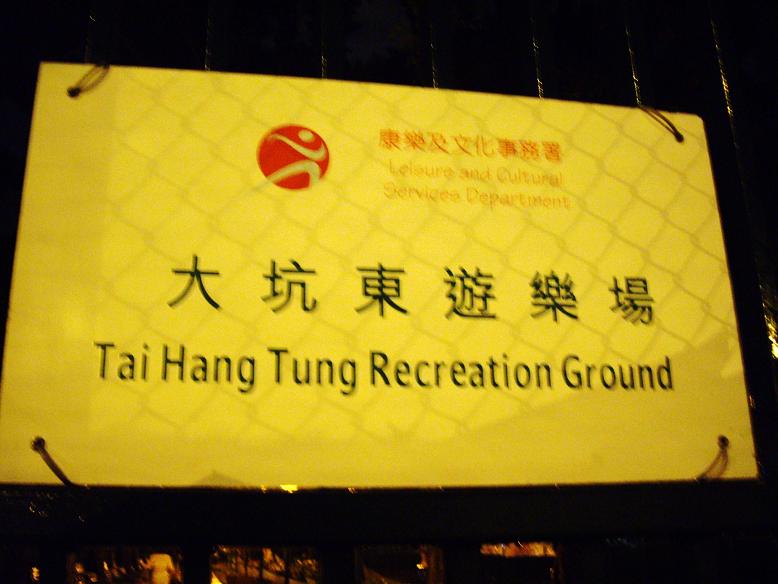 康樂及文化事務署
Leisure and Cultural
Services Department
大坑東遊樂場
Tai Hang Tung Recreation Ground